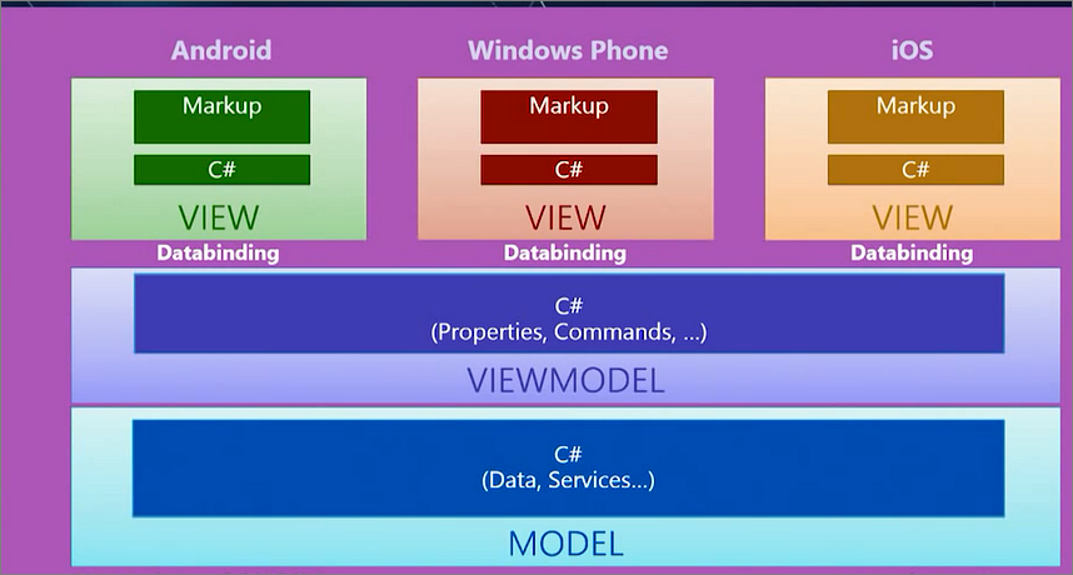 Android
Windows Phone
iOS
Markup
C#
VIEW
Databinding
Markup
C#
VIEW
Databinding
Markup
C#
VIEW
Databinding
C#
(Properties, Commands, ...)
VIEWMODEL
C#
(Data, Services...)
MODEL